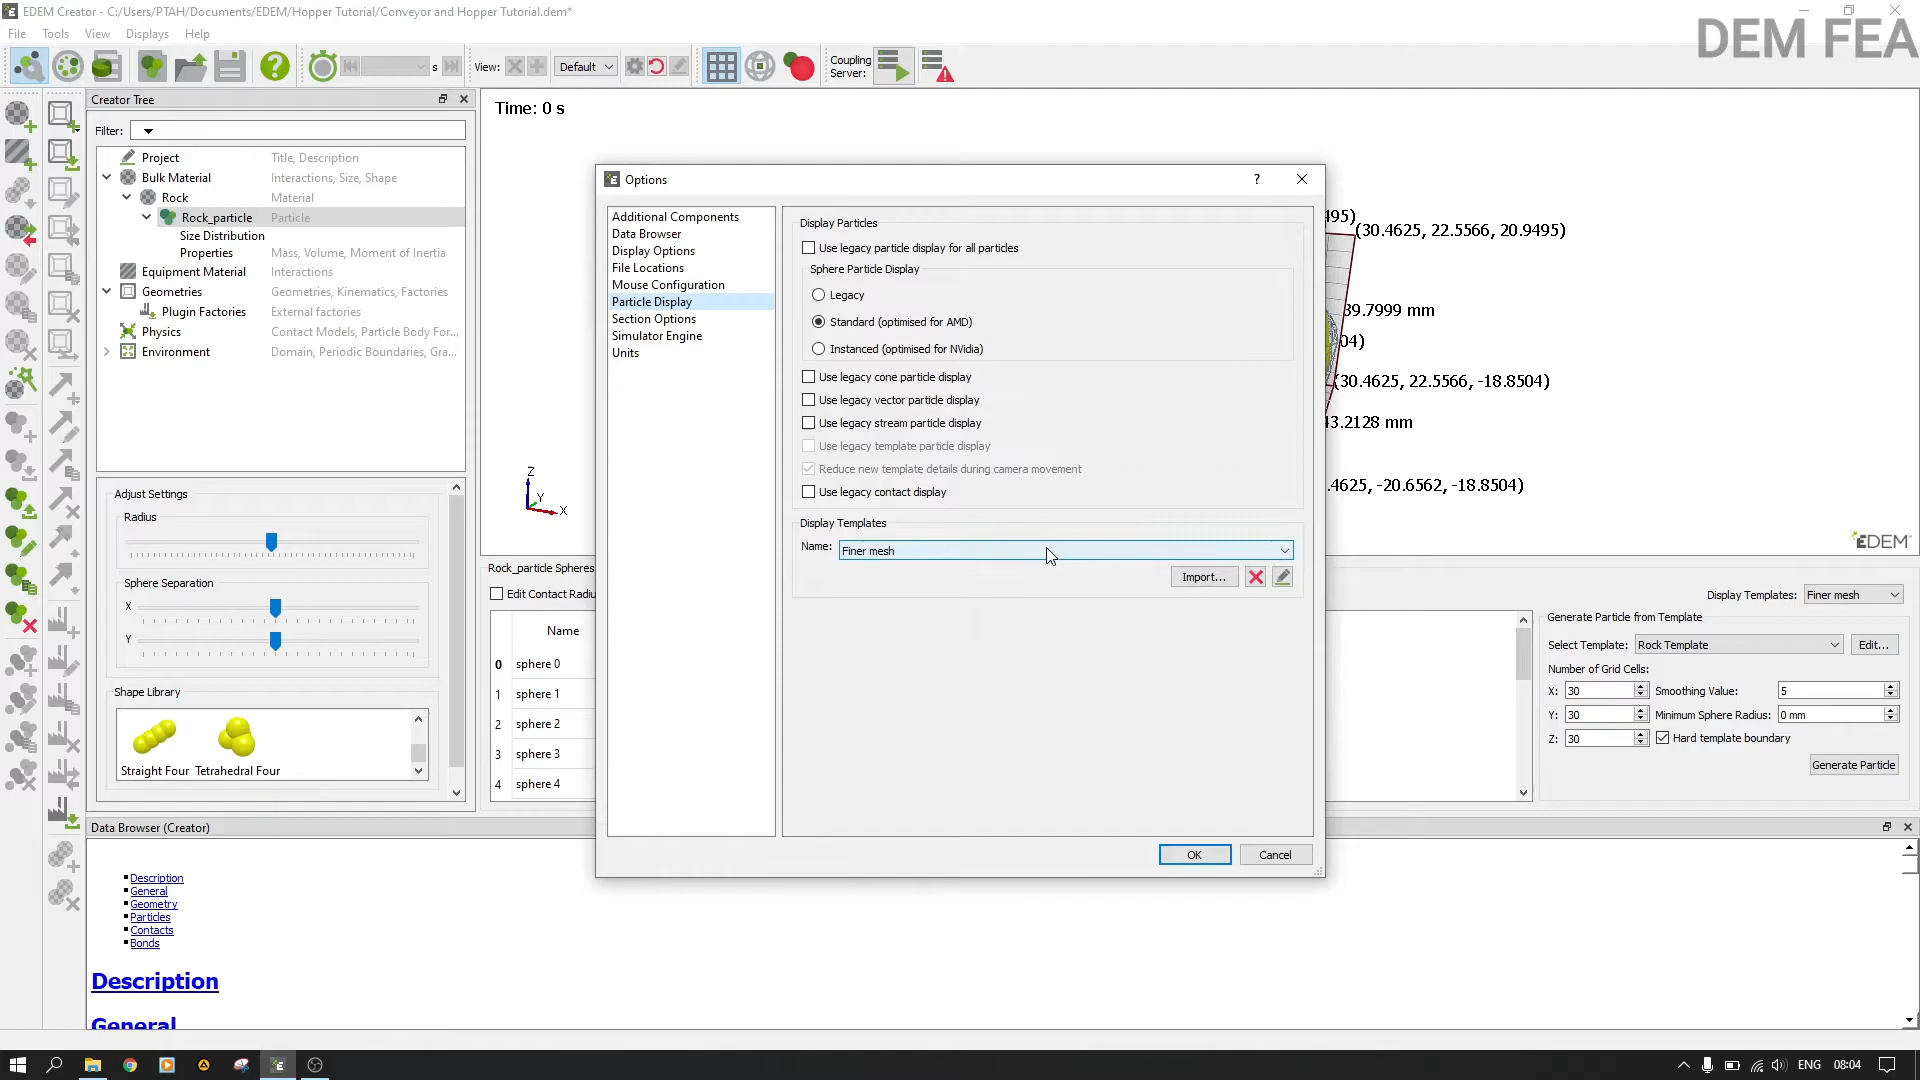 EDEM Creator - C:/Users/PTAH/Documents/EDEM/Hopper Tutorial/Conveyor and Hopper Tutorial.dem*
DEM FEA
File Tools View Displays Help
s View: Default Coupling Server:
Creator Tree
Filter:
Project Title, Description
Bulk Material Interactions, Size, Shape
Rock Material
Rock_particle Particle
Size Distribution
Properties Mass, Volume, Moment of Inertia
Equipment Material Interactions
Geometries Geometries, Kinematics, Factories
Plugin Factories External factories
Physics Contact Models, Particle Body For...
Environment Domain, Periodic Boundaries, Gra...
Adjust Settings
Radius
Sphere Separation
X
Y
Shape Library
Straight Four Tetrahedral Four
Time: 0 s
Z
Y
X
495)
(30.4625, 22.5566, 20.9495)
39.7999 mm
04)
(30.4625, 22.5566, -18.8504)
43.2128 mm
.4625, -20.6562, -18.8504)
EDEM
Options
?
Additional Components
Data Browser
Display Options
File Locations
Mouse Configuration
Particle Display
Section Options
Simulator Engine
Units
Display Particles
Use legacy particle display for all particles
Sphere Particle Display
Legacy
Standard (optimised for AMD)
Instanced (optimised for NVidia)
Use legacy cone particle display
Use legacy vector particle display
Use legacy stream particle display
Use legacy template particle display
Reduce new template details during camera movement
Use legacy contact display
Display Templates
Name: Finer mesh
Import...
OK Cancel
Rock_particle Spheres
Edit Contact Radiu
Name
0 sphere 0
1 sphere 1
2 sphere 2
3 sphere 3
4 sphere 4
Display Templates: Finer mesh
Generate Particle from Template
Select Template: Rock Template Edit...
Number of Grid Cells:
X: 30 Smoothing Value: 5
Y: 30 Minimum Sphere Radius: 0 mm
Z: 30 Hard template boundary
Generate Particle
Data Browser (Creator)
Description
General
Geometry
Particles
Contacts
Bonds
Description
General
ENG 08:04